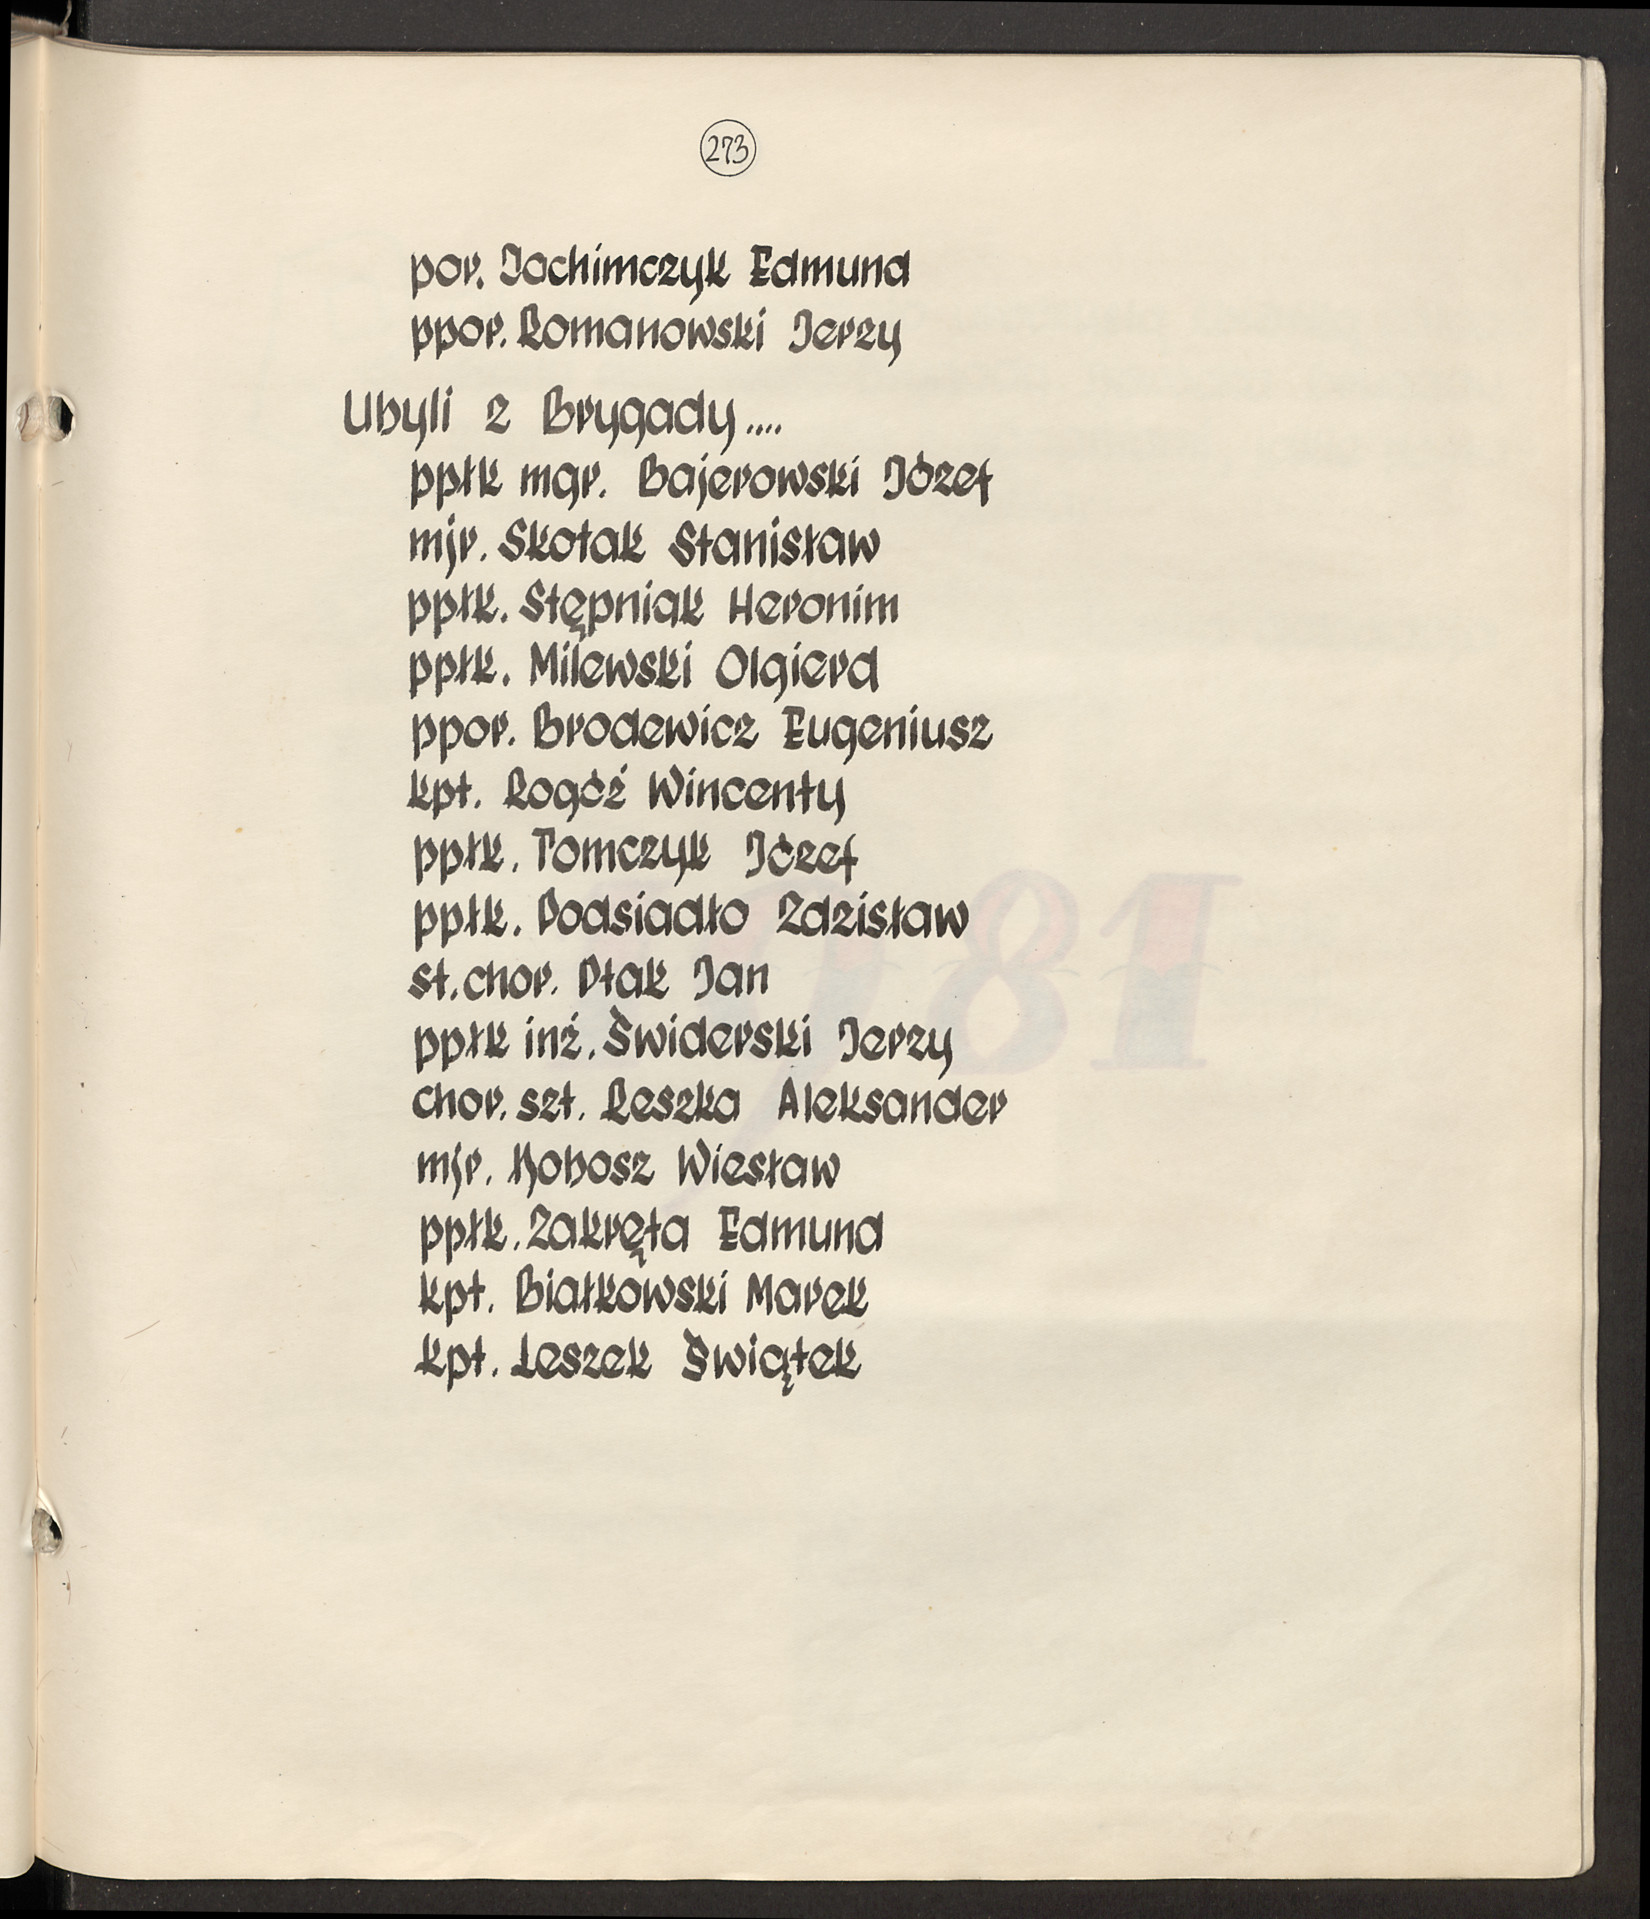 273
por. Jachimczyk Edmund
ppor. Romanowski Jerzy
Ubyli z Brygady....
ppłk mgr. Bajerowski Józef
mjr. Skotak Stanisław
ppłk. Stępniak Heronim
ppłk. Milewski Olgierd
ppor. Brodewicz Eugeniusz
kpt. Rogóż Wincenty
ppłk. Tomczyk Józef
ppłk. Podsiadło Zdzisław
st. chor. Ptak Jan
ppłk inż. Świderski Jerzy
chor. szt. Reszka Aleksander
mjr. Wiesław
ppłk. Zakręta Edmund
kpt. Białkowski Marek
kpt. Leszek Świątek